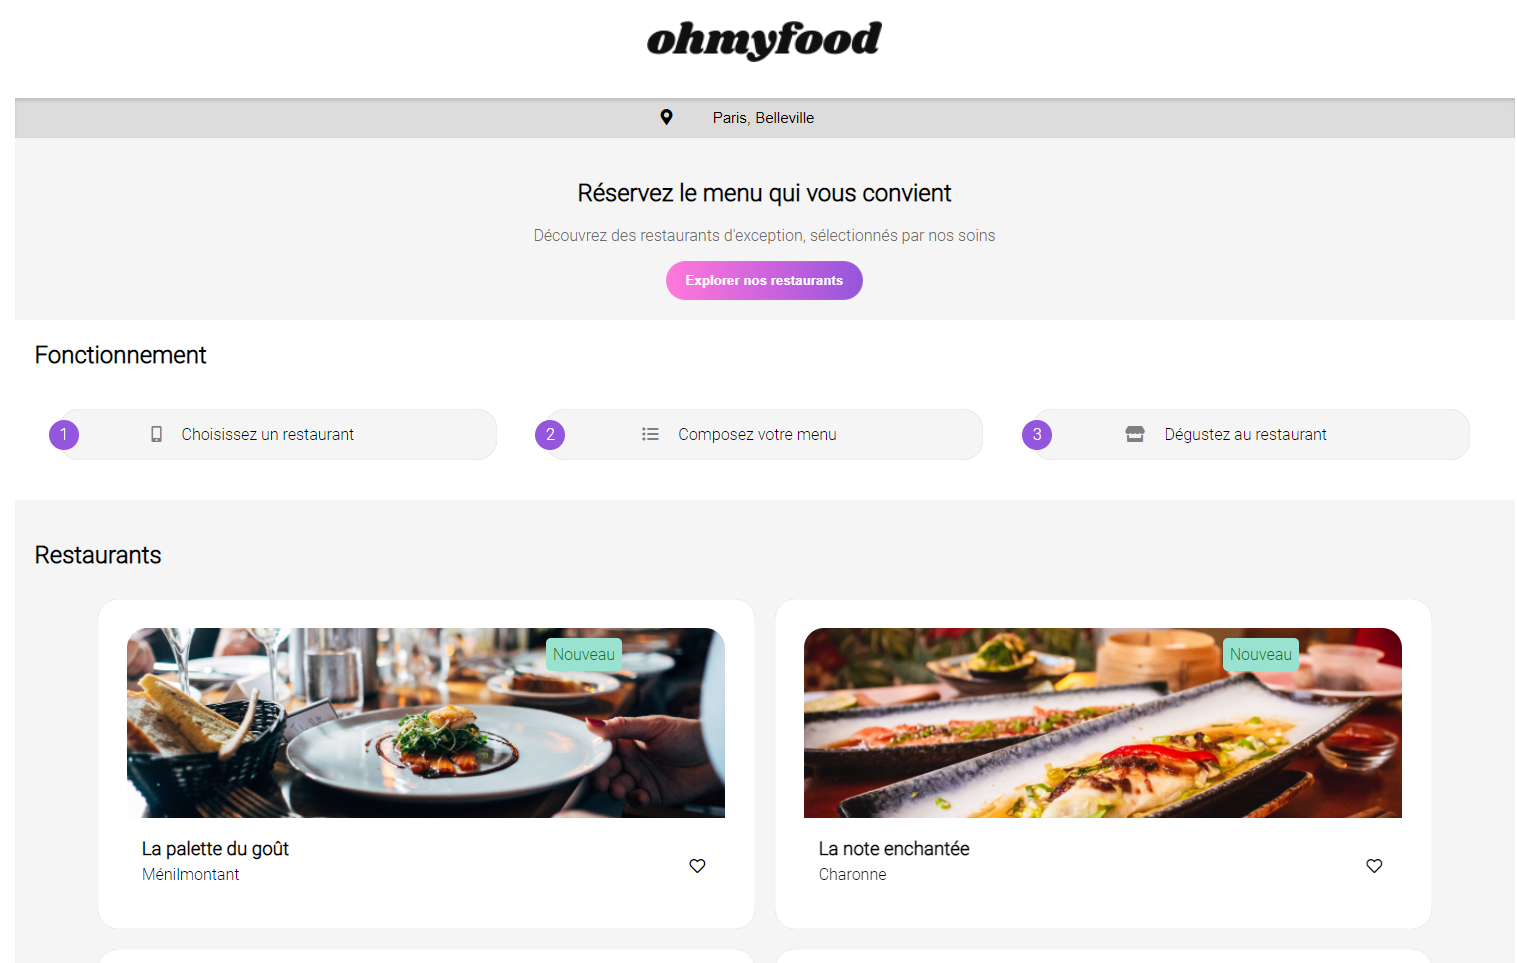 ohmyfood
Paris, Belleville
Réservez le menu qui vous convient
Découvrez des restaurants d'exception, sélectionnés par nos soins
Explorer nos restaurants
Fonctionnement
1 Choisissez un restaurant
2 Composez votre menu
3 Dégustez au restaurant
Restaurants
Nouveau
La palette du goût
Ménilmontant
Nouveau
La note enchantée
Charonne